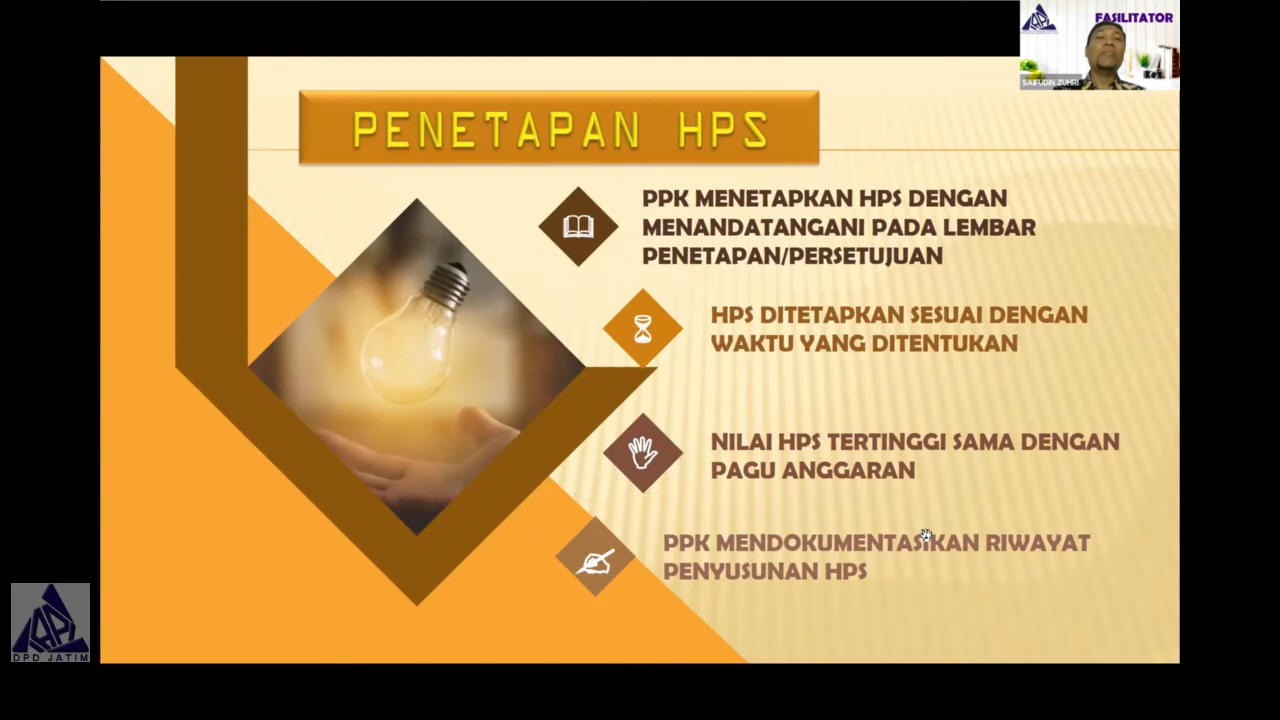 FASILITATOR
SAIFUDIN ZUHRI
PENETAPAN HPS
PPK MENETAPKAN HPS DENGAN
MENANDATANGANI PADA LEMBAR
PENETAPAN/PERSETUJUAN
HPS DITETAPKAN SESUAI DENGAN
WAKTU YANG DITENTUKAN
NILAI HPS TERTINGGI SAMA DENGAN
PAGU ANGGARAN
PPK MENDOKUMENTASIKAN RIWAYAT
PENYUSUNAN HPS
IAPI
DPD JATIM